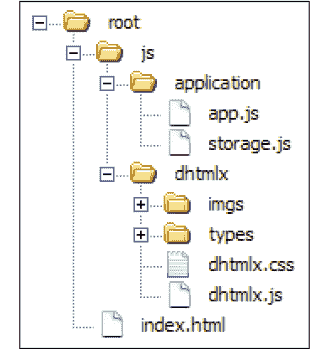 root
js
application
app.js
storage.js
dhtmlx
imgs
types
dhtmlx.css
dhtmlx.js
index.html